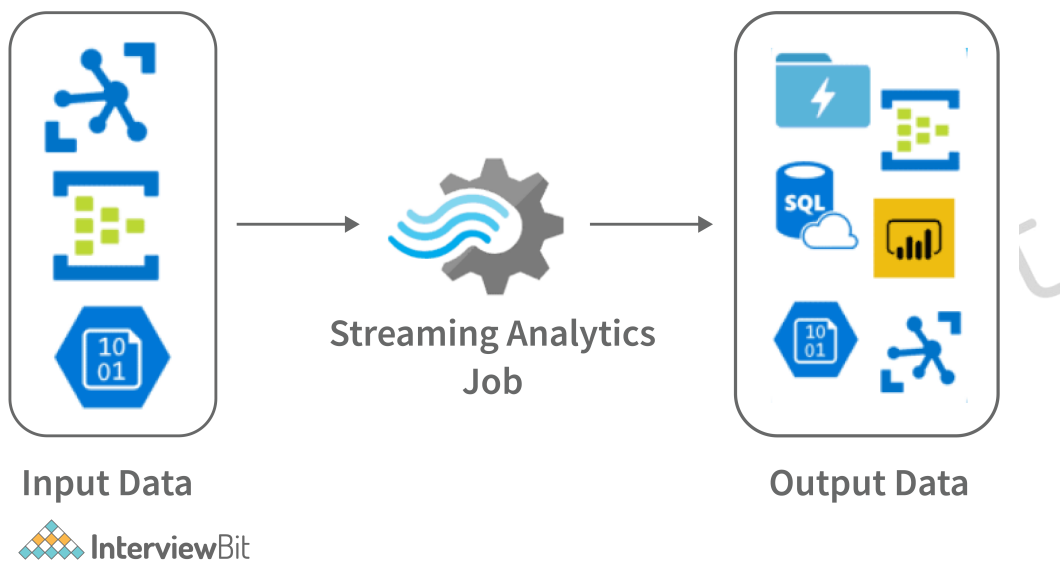 10
01
Input Data
InterviewBit
Streaming Analytics
Job
SQL
10
01
Output Data